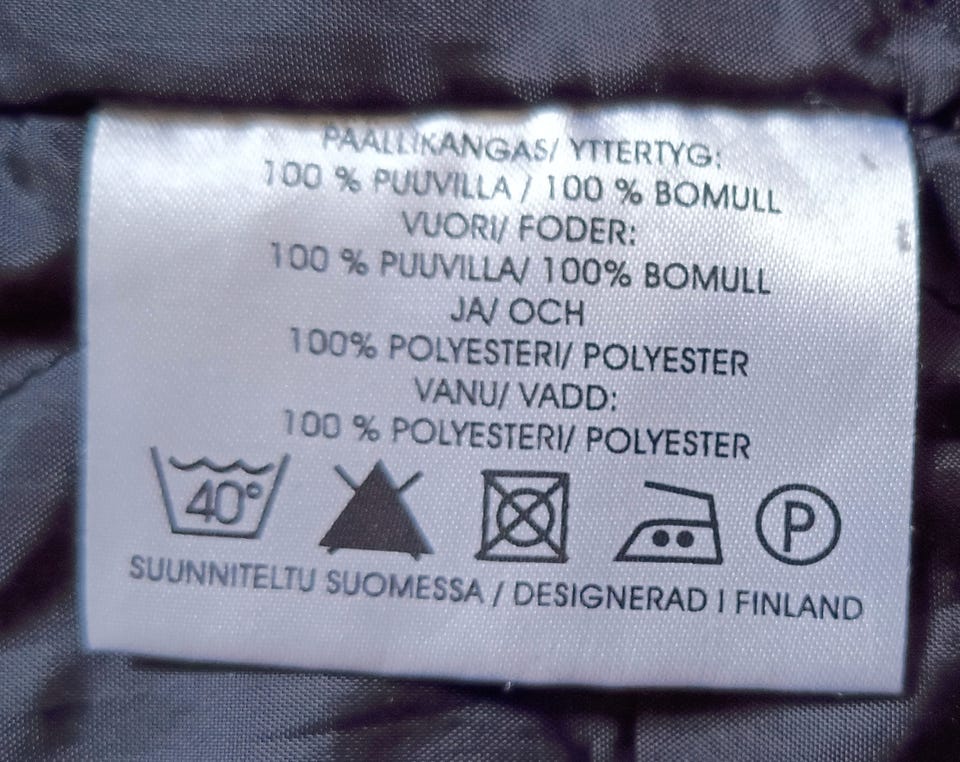 PÄÄLLIKANGAS/ YTTERTYG:
100 % PUUVILLA / 100 % BOMULL
VUORI/ FODER:
100 % PUUVILLA/ 100% BOMULL
JA/ OCH
100% POLYESTERI/ POLYESTER
VANU/ VADD:
100 % POLYESTERI/ POLYESTER
40° P
SUUNNITELTU SUOMESSA / DESIGNERAD I FINLAND